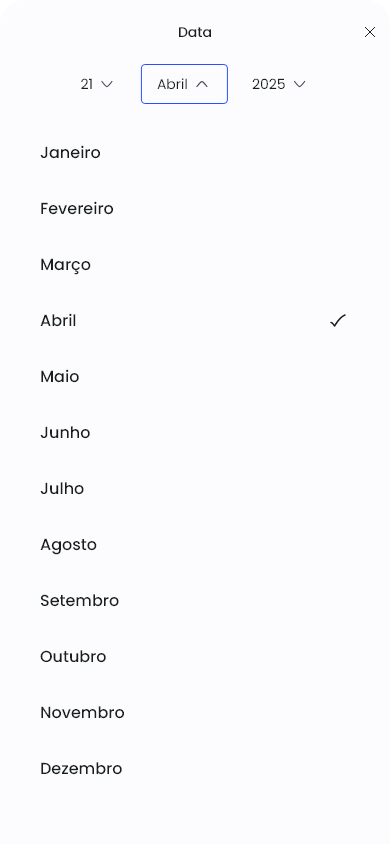 Data
21 Abril 2025
Janeiro
Fevereiro
Março
Abril
Maio
Junho
Julho
Agosto
Setembro
Outubro
Novembro
Dezembro